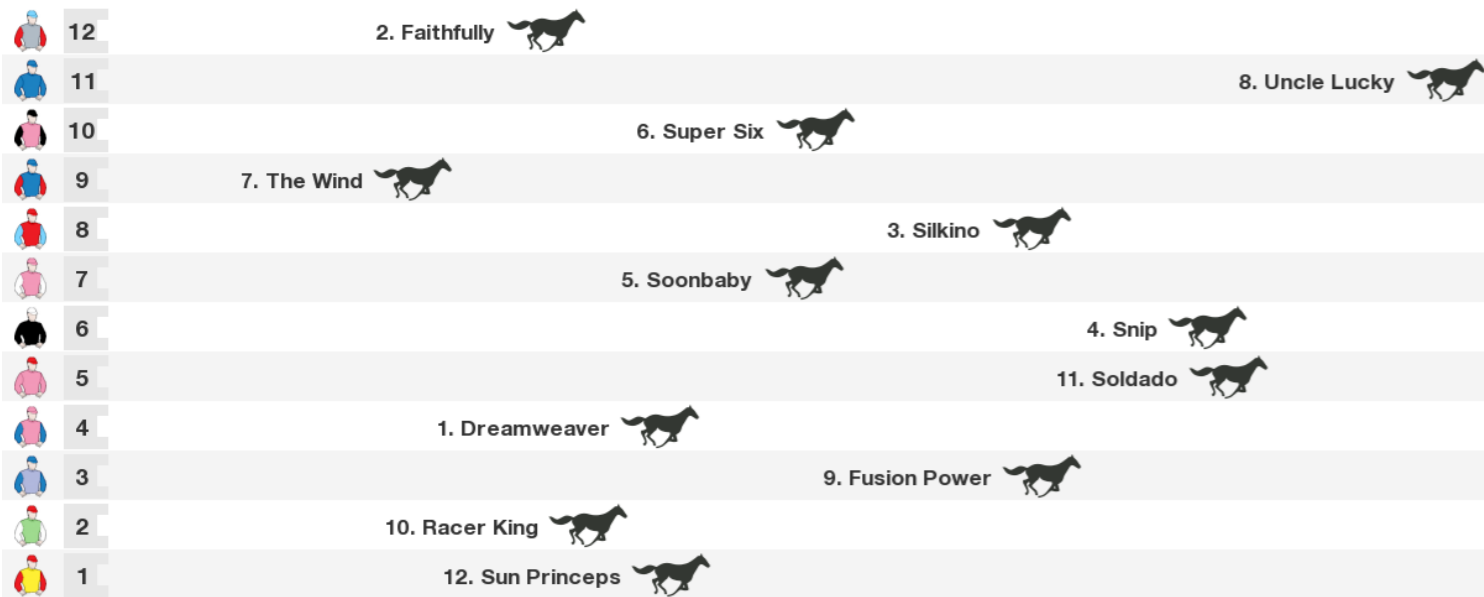 12 2. Faithfully
11 8. Uncle Lucky
10 6. Super Six
9 7. The Wind
8 3. Silkino
7 5. Soonbaby
6 4. Snip
5 11. Soldado
4 1. Dreamweaver
3 9. Fusion Power
2 10. Racer King
1 12. Sun Princeps